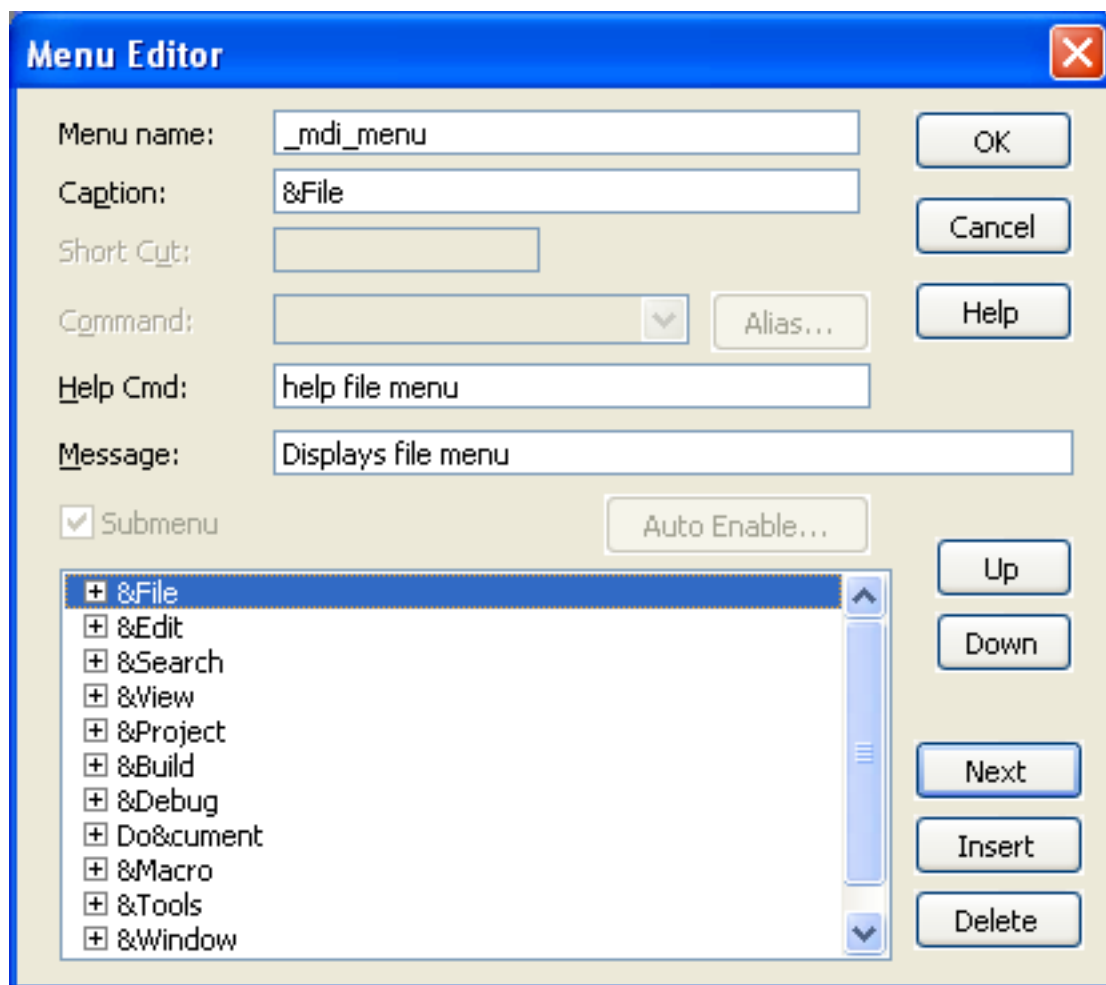 Menu Editor
Menu name: _mdi_menu OK
Caption: &File
Cancel
Short Cut:
Command: Alias... Help
Help Cmd: help file menu
Message: Displays file menu
Submenu Auto Enable...
Up
Down
&File
&Edit
&Search
&View
&Project
&Build
&Debug
Do&cument
&Macro
&Tools
&Window
Next
Insert
Delete